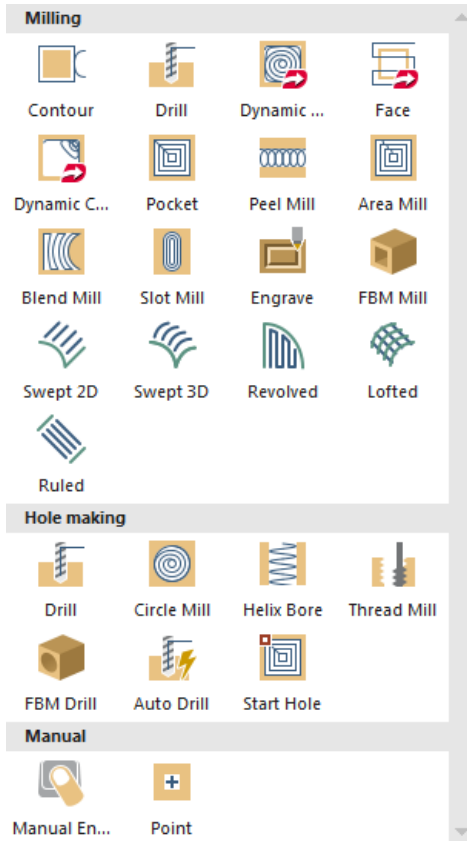 Milling
Contour Drill Dynamic ... Face
Dynamic C... Pocket Peel Mill Area Mill
Blend Mill Slot Mill Engrave FBM Mill
Swept 2D Swept 3D Revolved Lofted
Ruled
Hole making
Drill Circle Mill Helix Bore Thread Mill
FBM Drill Auto Drill Start Hole
Manual
Manual En... Point